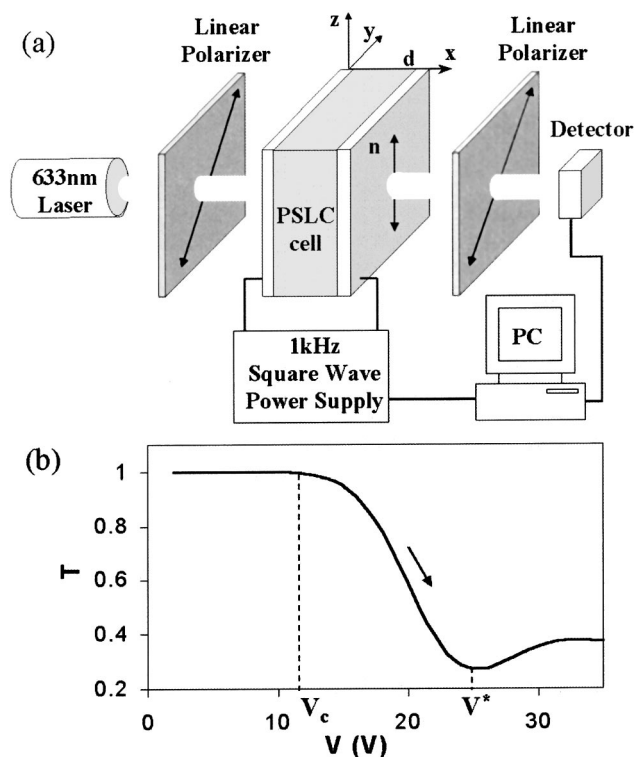 (a)
Linear
Polarizer
z
y
d
x
Linear
Polarizer
Detector
633nm
Laser
n
PSLC
cell
PC
1kHz
Square Wave
Power Supply
(b)
1
0.8
0.6
0.4
0.2
T
0
10
V_c
20
V*
30
V (V)